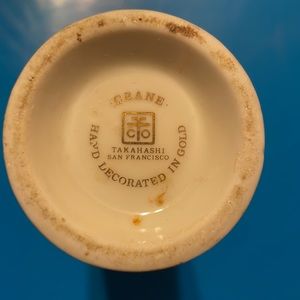 CRANE
TAKAHASHI
SAN FRANCISCO
HAND DECORATED IN GOLD